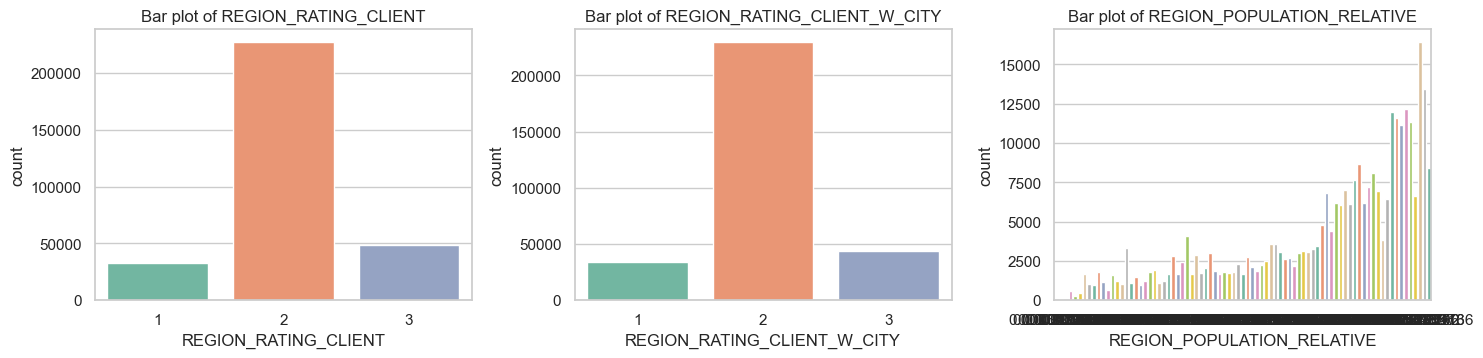 Bar plot of REGION_RATING_CLIENT
200000
150000
100000
50000
0
count
1 2 3
REGION_RATING_CLIENT
Bar plot of REGION_RATING_CLIENT_W_CITY
200000
150000
100000
50000
0
count
1 2 3
REGION_RATING_CLIENT_W_CITY
Bar plot of REGION_POPULATION_RELATIVE
15000
12500
10000
7500
5000
2500
0
count
REGION_POPULATION_RELATIVE